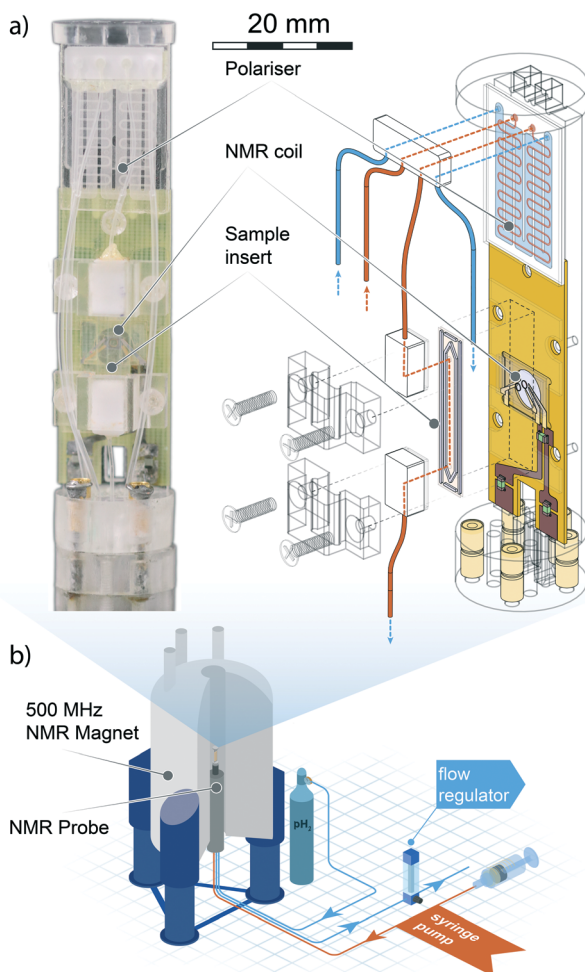 a)
20 mm
Polariser
NMR coil
Sample
insert
b)
500 MHz
NMR Magnet
NMR Probe
pH₂
flow
regulator
syringe
pump